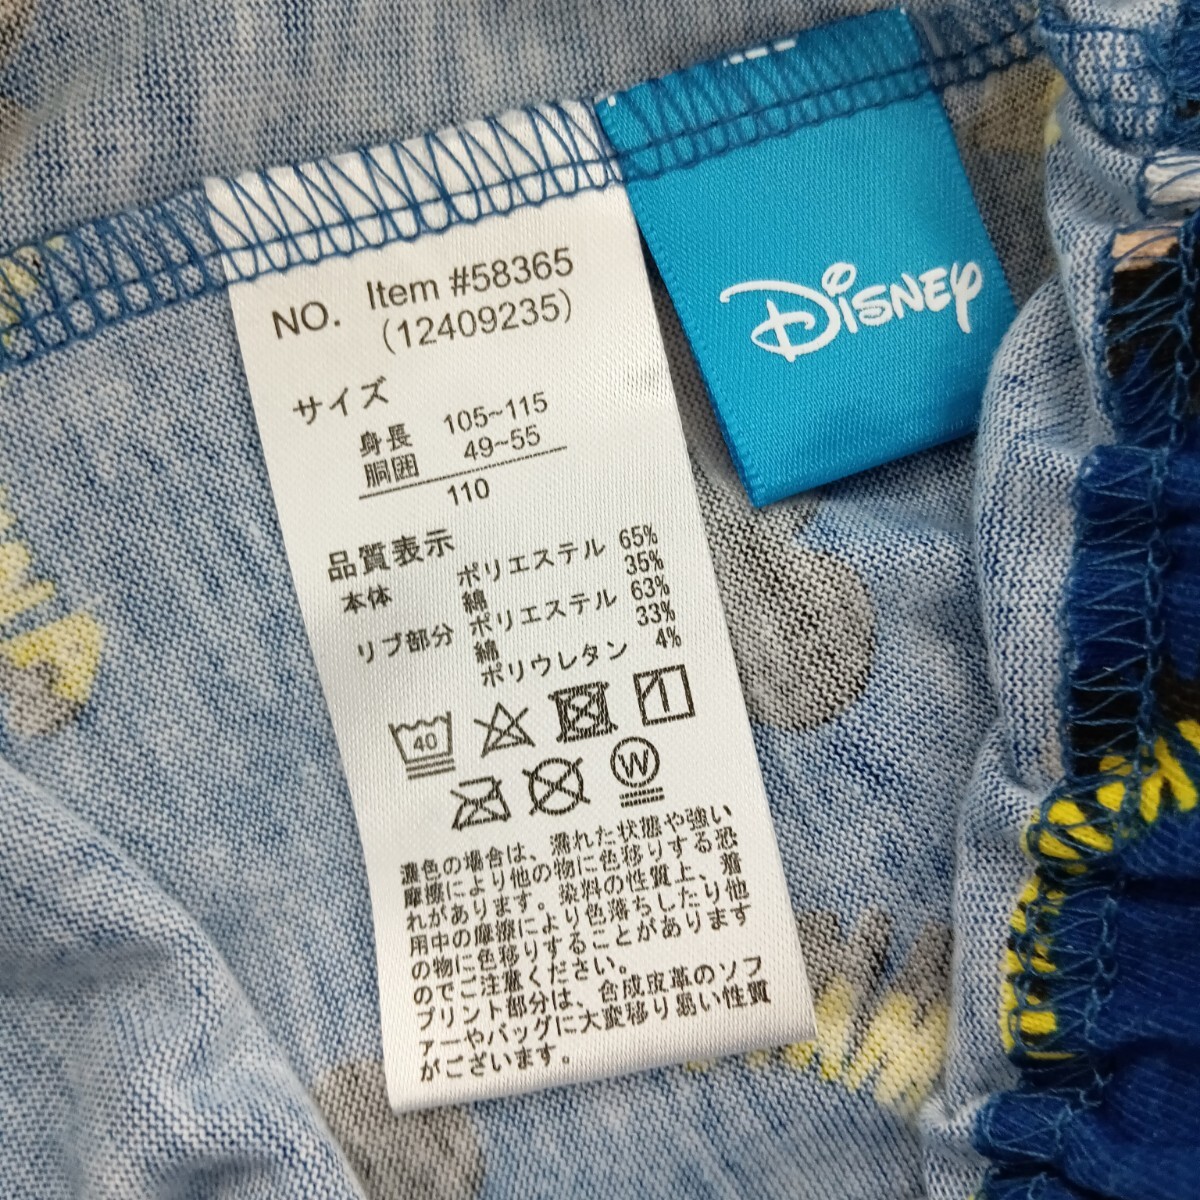 DISNEY
NO. Item #58365
(12409235)
サイズ
身長 105~115
胴囲 49~55
110
品質表示
本体 ポリエステル 65%
綿 35%
リブ部分 ポリエステル 63%
綿 33%
ポリウレタン 4%
40
W
濃色の場合は、濡れた状態や強い
摩擦により他の物に色移りする恐
れがあります。染料の性質上、着
用中の摩擦により色落ちしたり他
の物に色移りすることがあります
のでご注意ください。
プリント部分は、合成皮革のソフ
ァーやバッグに大変移り易い性質
がございます。